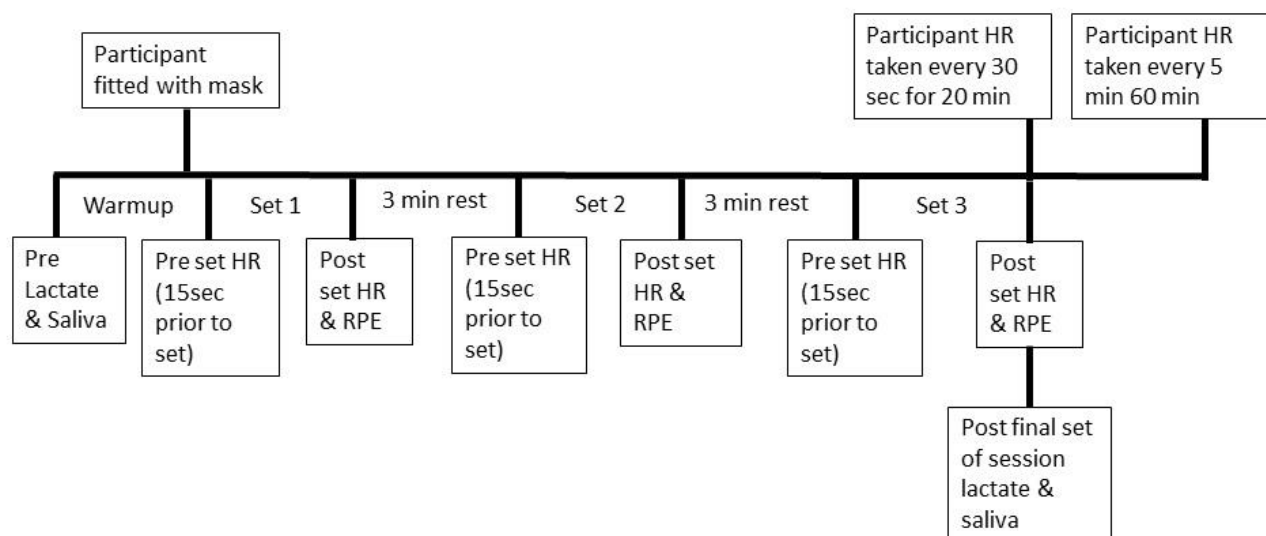 Participant
fitted with mask
Participant HR
taken every 30
sec for 20 min
Participant HR
taken every 5
min 60 min
Warmup
Set 1
3 min rest
Set 2
3 min rest
Set 3
Pre
Lactate
& Saliva
Pre set HR
(15sec
prior to
set)
Post
set HR
& RPE
Pre set HR
(15sec
prior to
set)
Post set
HR &
RPE
Pre set HR
(15sec
prior to
set)
Post
set HR
& RPE
Post final set
of session
lactate &
saliva